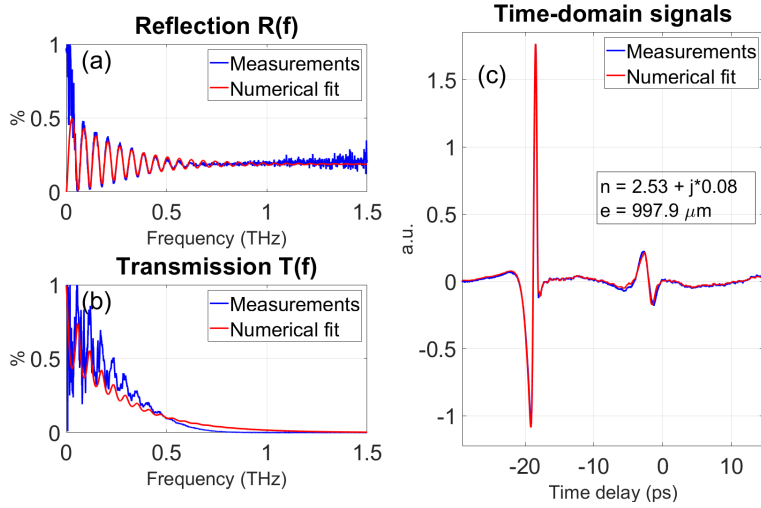 Reflection R(f)
(a)
Measurements
Numerical fit
1
0.5
0
%
0
0.5
1
1.5
Frequency (THz)
Transmission T(f)
(b)
Measurements
Numerical fit
1
0.5
0
%
0
0.5
1
1.5
Frequency (THz)
Time-domain signals
(c)
Measurements
Numerical fit
n = 2.53 + j*0.08
e = 997.9 μm
1.5
1
0.5
0
-0.5
-1
a.u.
-20
-10
0
10
Time delay (ps)